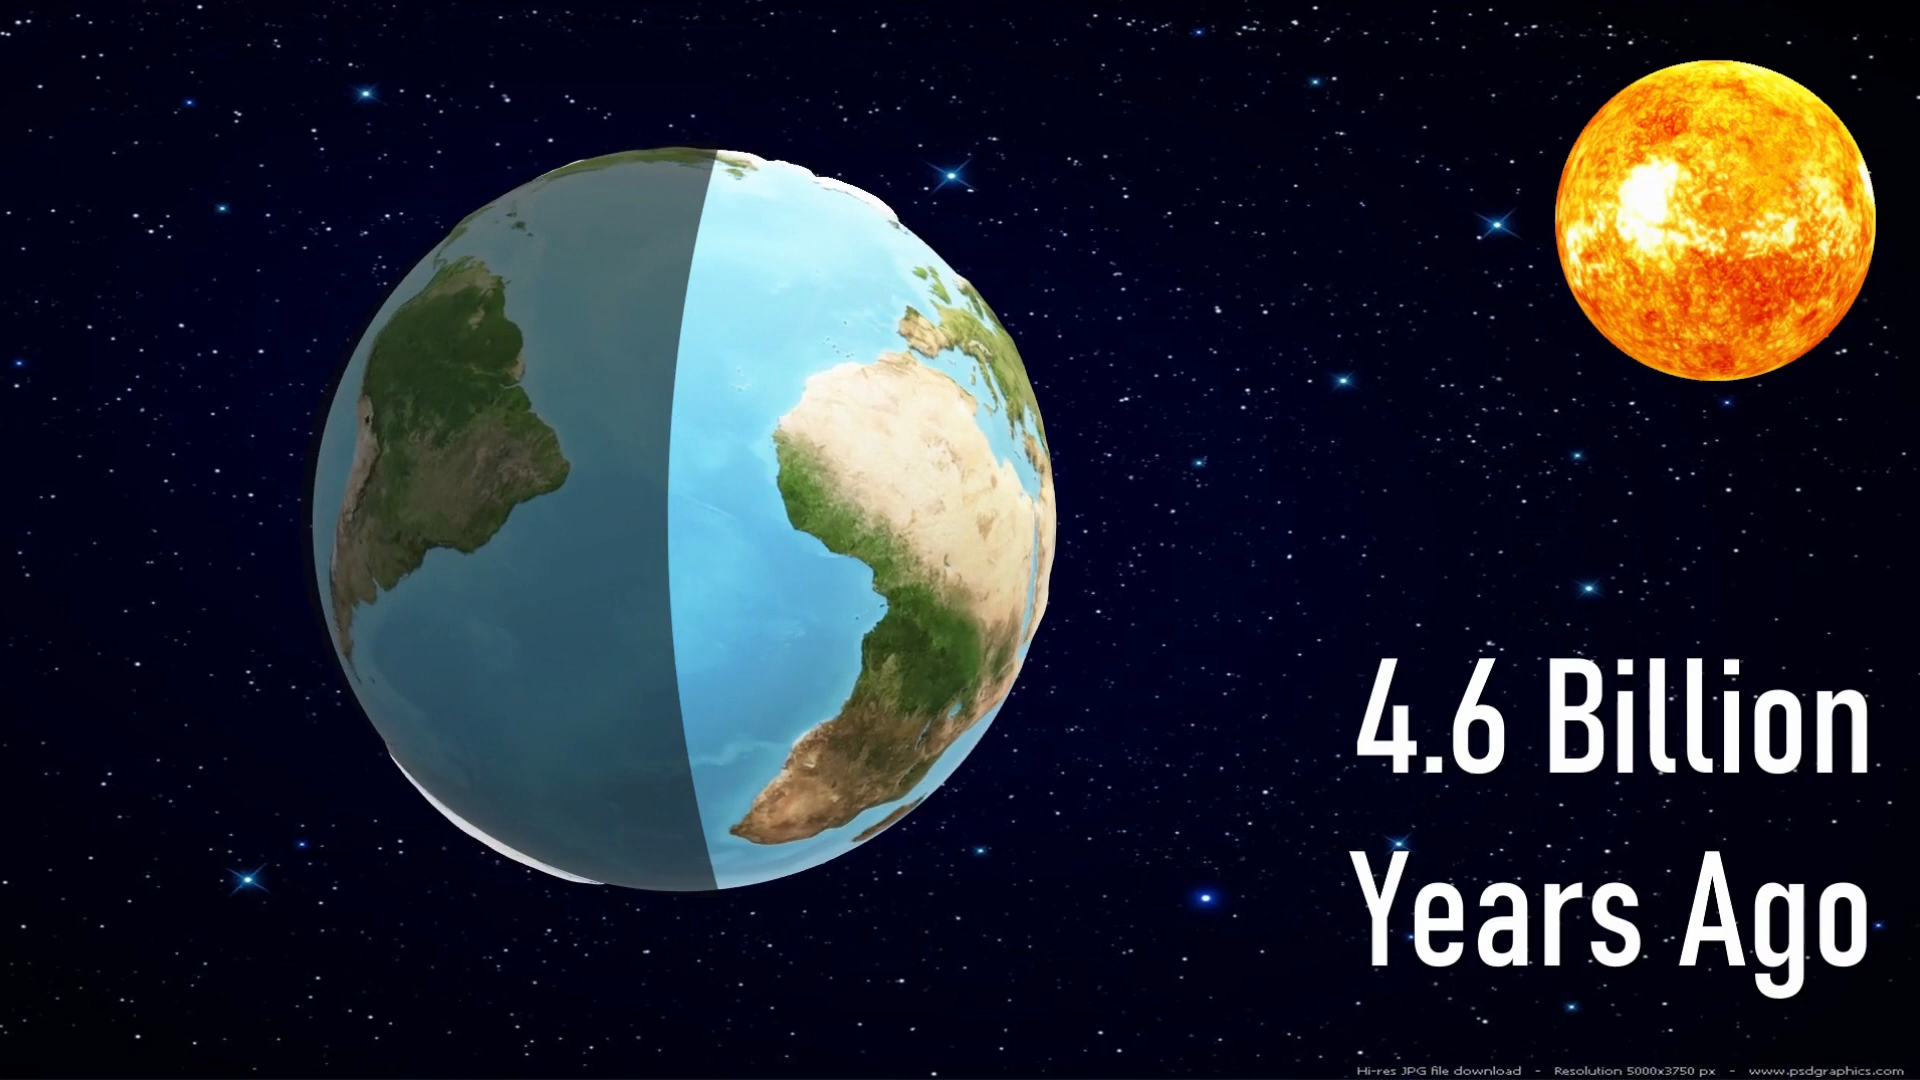 4.6 Billion
Years Ago
Hi-res JPG file download - Resolution 5000x3750 px - www.psdgraphics.com